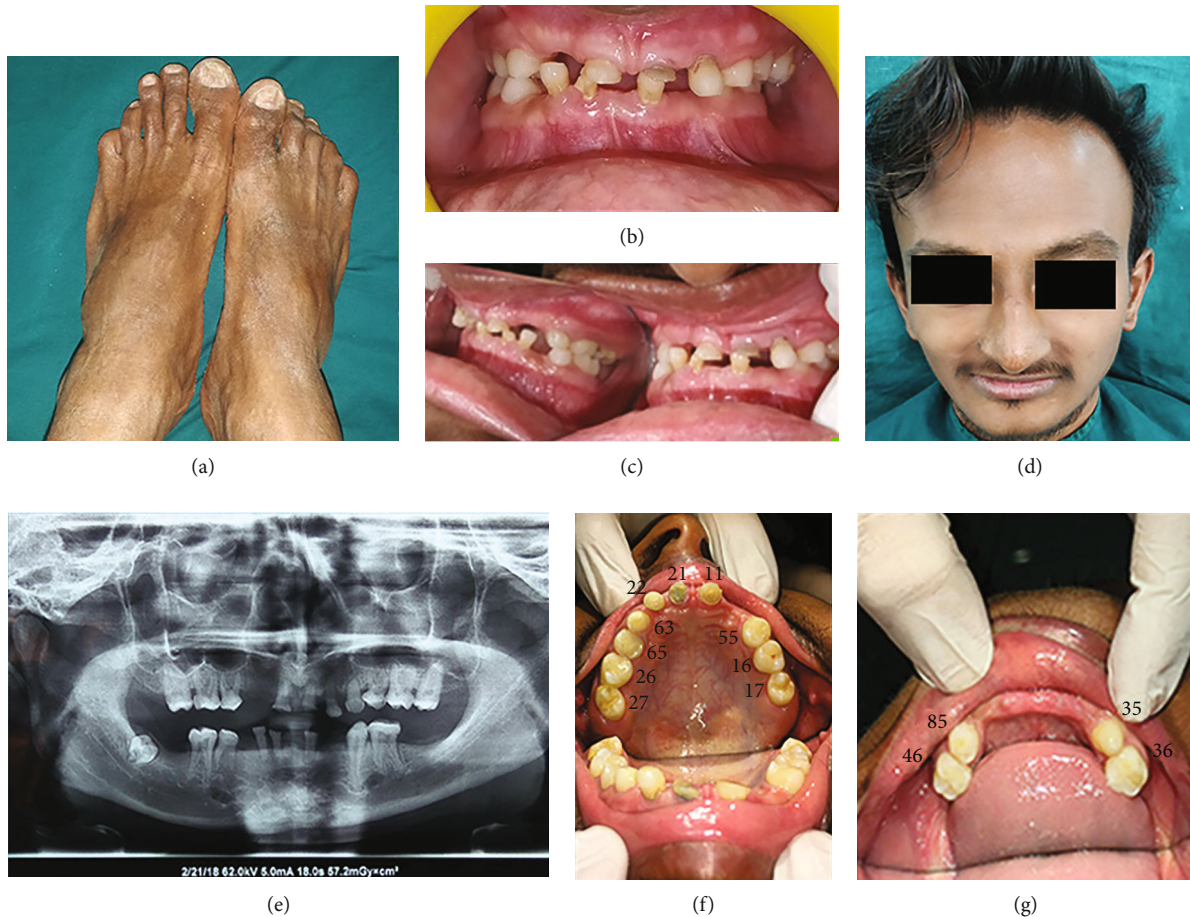 (a)
(b)
(c)
(d)
2/21/18 62.0kV 5.0mA 18.0s 57.2mGy×cm²
(e)
22 21 11
63 55
65 16
26 17
27
(f)
85 35
46 36
(g)